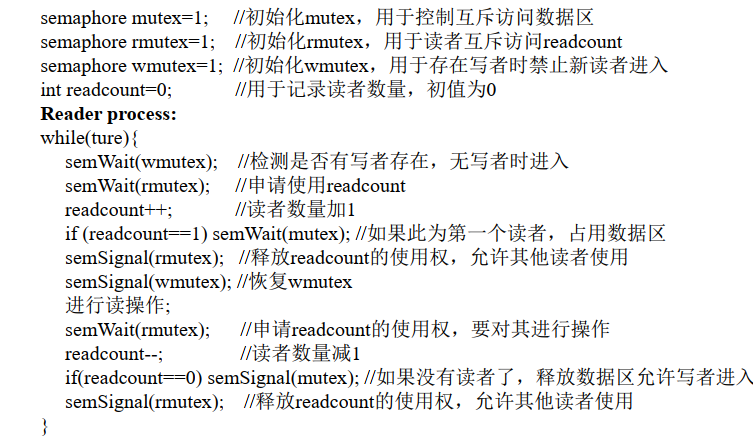 semaphore mutex=1; //初始化mutex，用于控制互斥访问数据区
semaphore rmutex=1; //初始化rmutex，用于读者互斥访问readcount
semaphore wmutex=1; //初始化wmutex，用于存在写者时禁止新读者进入
int readcount=0; //用于记录读者数量，初值为0
Reader process:
while(ture){
semWait(wmutex); //检测是否有写者存在，无写者时进入
semWait(rmutex); //申请使用readcount
readcount++; //读者数量加1
if (readcount==1) semWait(mutex); //如果此为第一个读者，占用数据区
semSignal(rmutex); //释放readcount的使用权，允许其他读者使用
semSignal(wmutex); //恢复wmutex
进行读操作;
semWait(rmutex); //申请readcount的使用权，要对其进行操作
readcount--; //读者数量减1
if(readcount==0) semSignal(mutex); //如果没有读者了，释放数据区允许写者进入
semSignal(rmutex); //释放readcount的使用权，允许其他读者使用
}